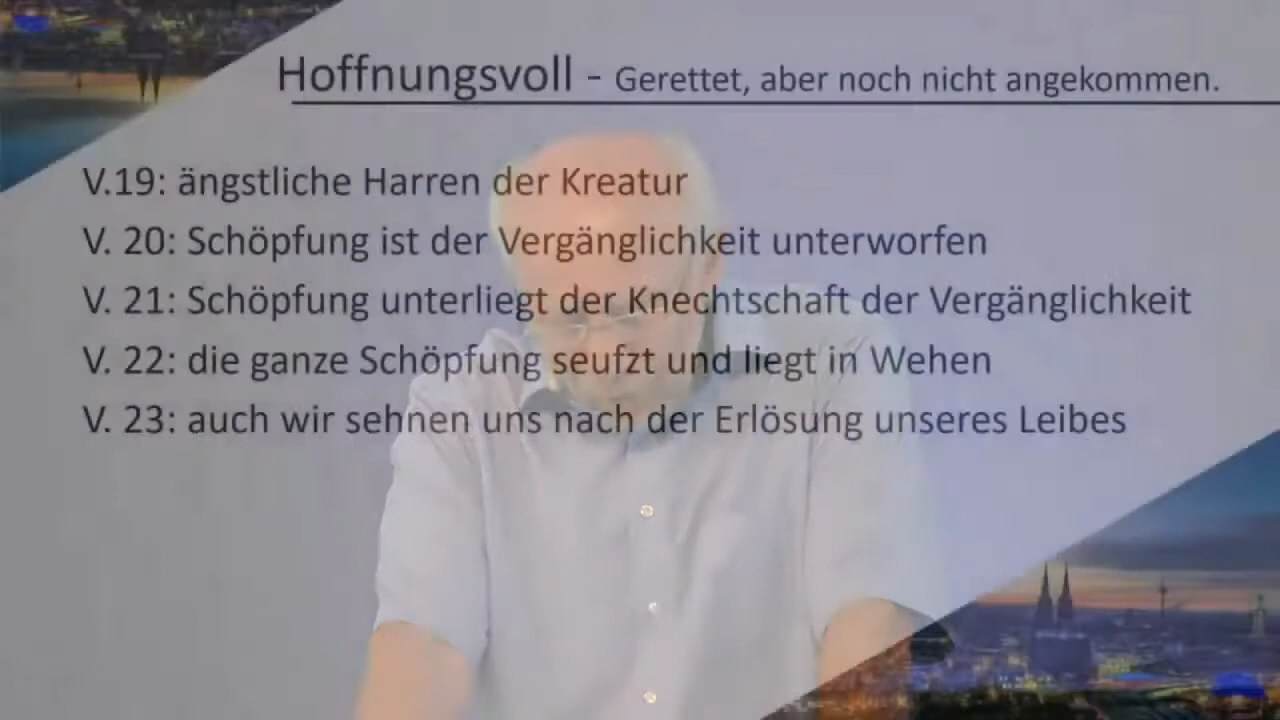 Hoffnungsvoll - Gerettet, aber noch nicht angekommen.
V.19: ängstliche Harren der Kreatur
V. 20: Schöpfung ist der Vergänglichkeit unterworfen
V. 21: Schöpfung unterliegt der Knechtschaft der Vergänglichkeit
V. 22: die ganze Schöpfung seufzt und liegt in Wehen
V. 23: auch wir sehnen uns nach der Erlösung unseres Leibes